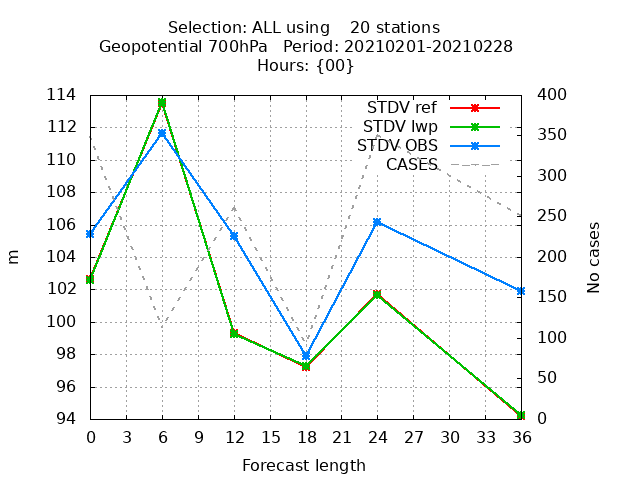 Selection: ALL using    20 stations
Geopotential 700hPa   Period: 20210201-20210228
Hours: {00}
STDV ref
STDV lwp
STDV OBS
CASES
114
112
110
108
106
104
102
100
98
96
94
m
400
350
300
250
200
150
100
50
0
No cases
0 3 6 9 12 15 18 21 24 27 30 33 36
Forecast length